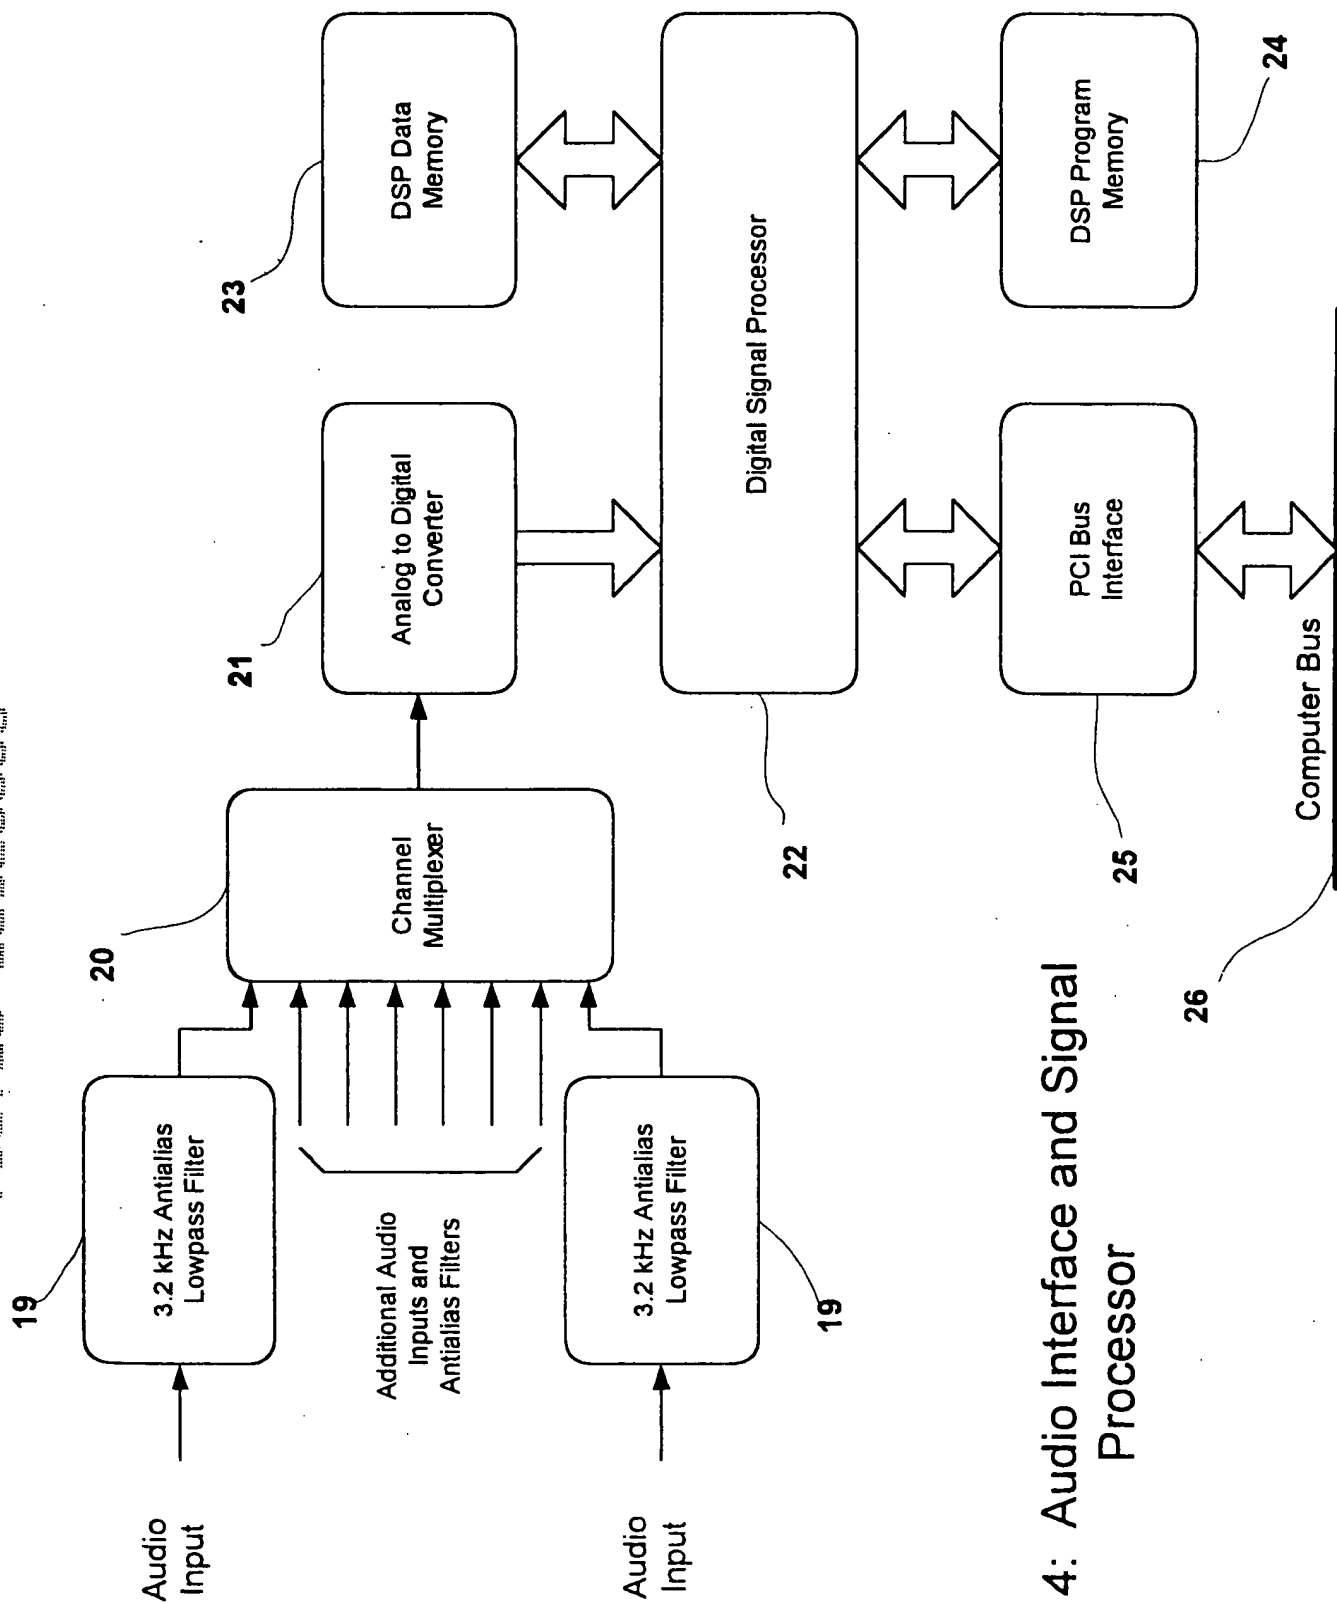 19
3.2 kHz Antialias
Lowpass Filter
Audio
Input
20
Channel
Multiplexer
Additional Audio
Inputs and
Antialias Filters
21
Analog to Digital
Converter
23
DSP Data
Memory
3.2 kHz Antialias
Lowpass Filter
Audio
Input
19
22
Digital Signal Processor
25
PCI Bus
Interface
DSP Program
Memory
24
26
Computer Bus
4: Audio Interface and Signal
Processor